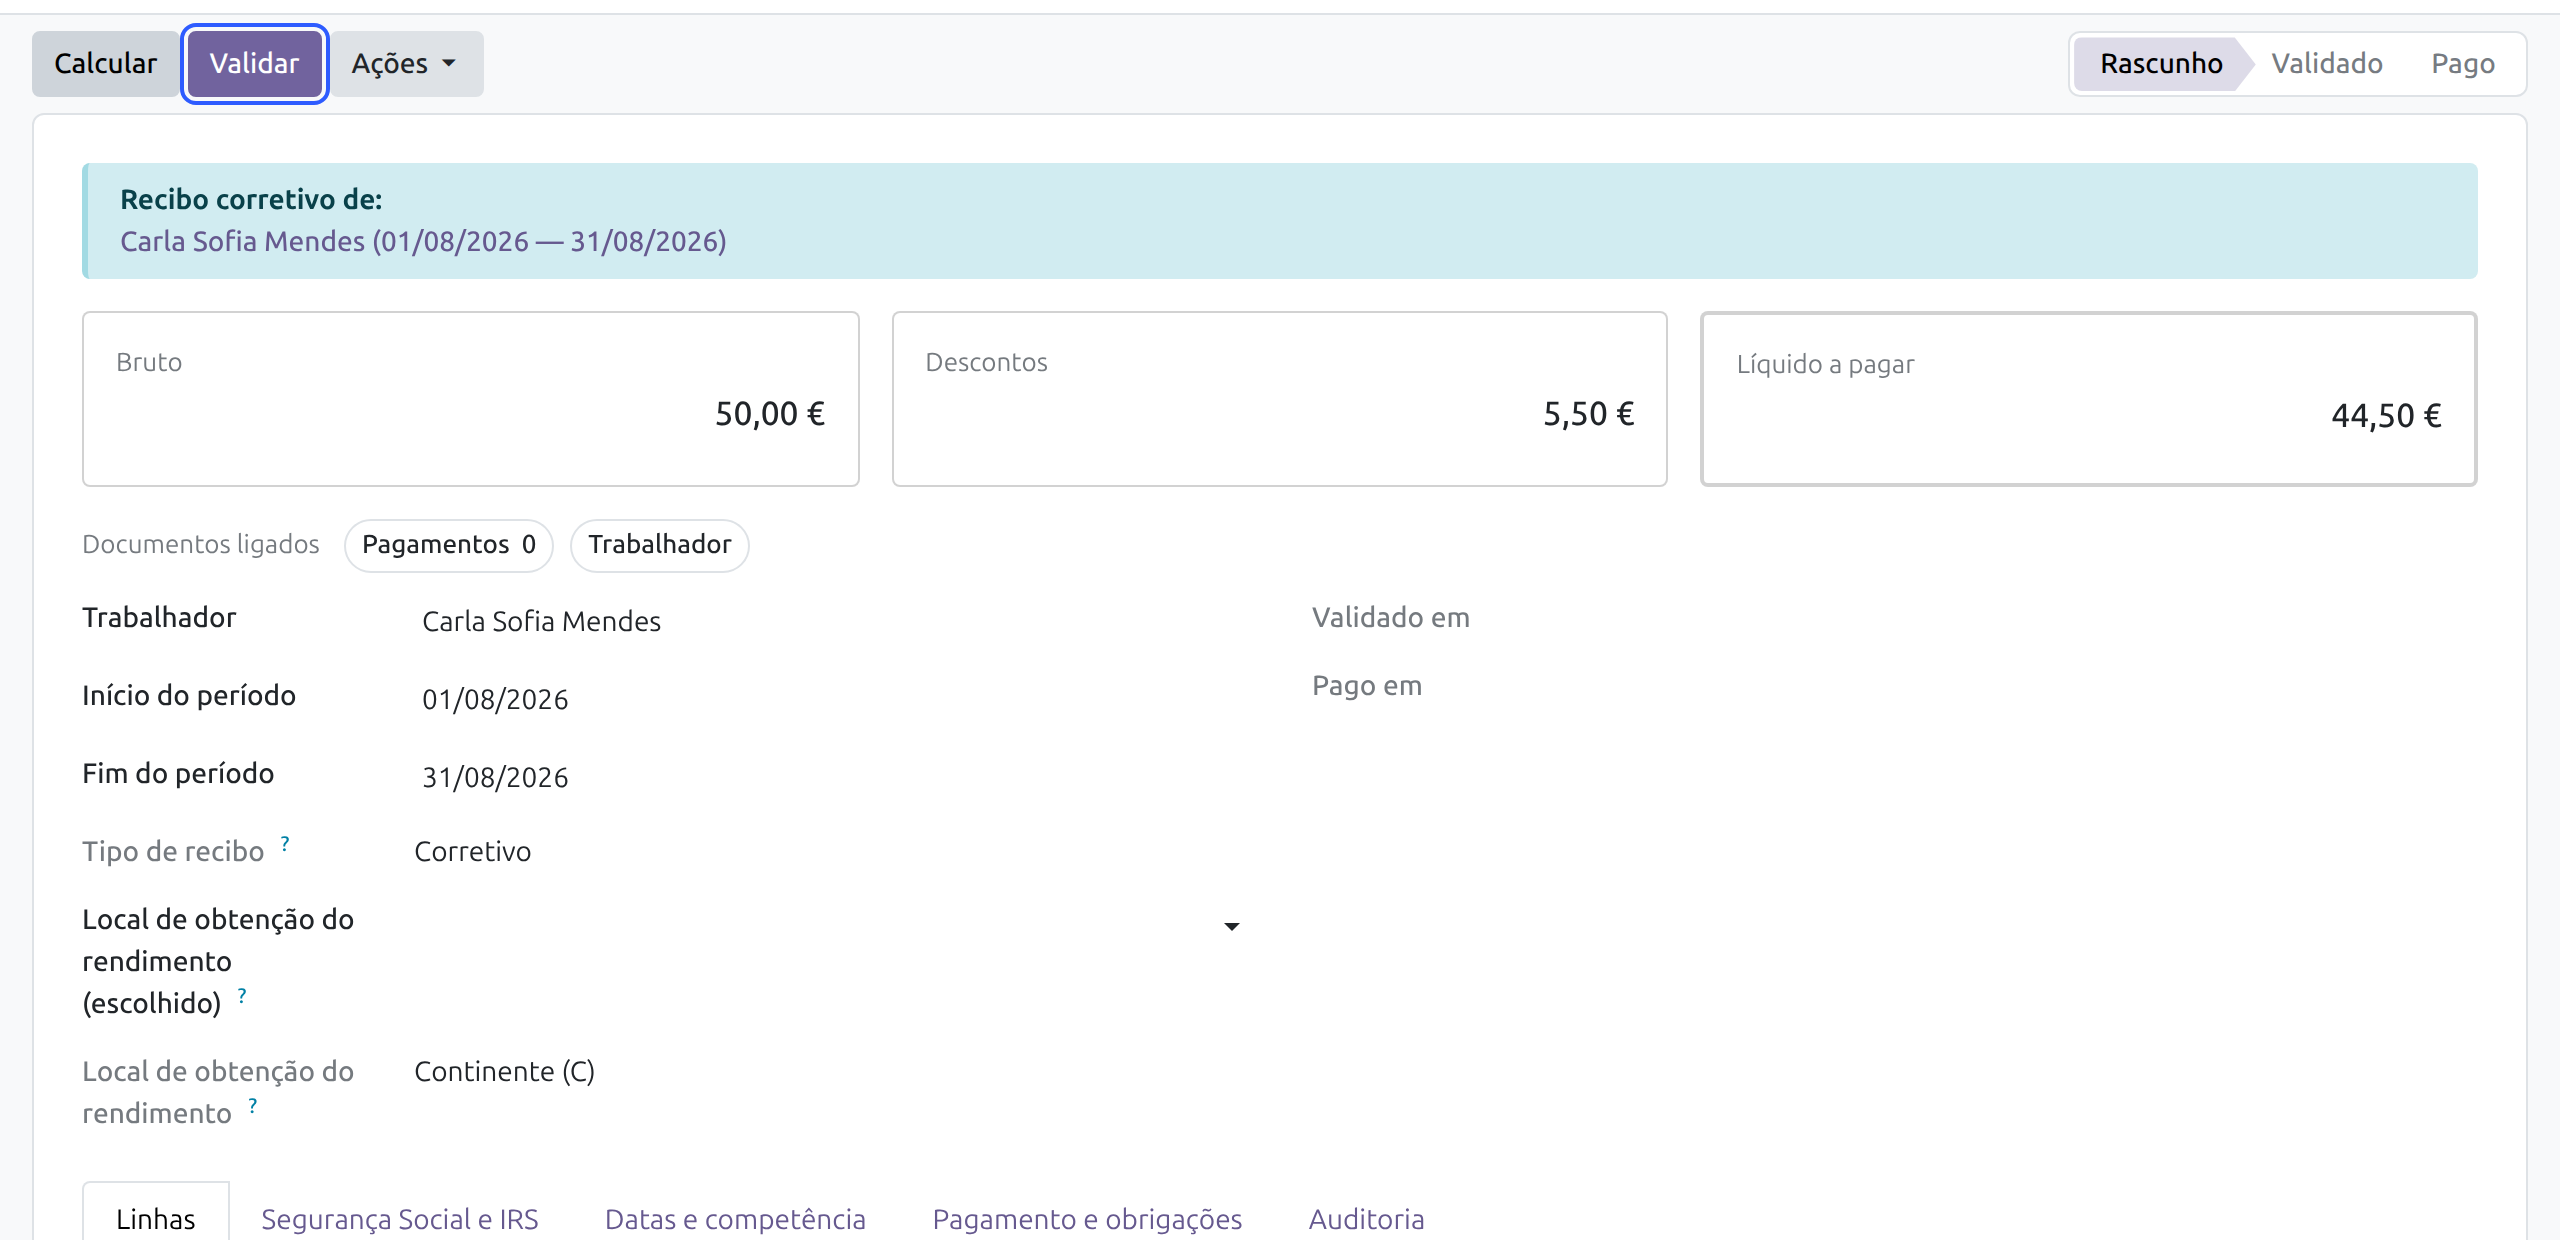 Calcular
Validar
Ações
Rascunho
Validado
Pago
Recibo corretivo de:
Carla Sofia Mendes (01/08/2026 — 31/08/2026)
Bruto
50,00 €
Descontos
5,50 €
Líquido a pagar
44,50 €
Documentos ligados
Pagamentos 0
Trabalhador
Trabalhador
Carla Sofia Mendes
Validado em
Início do período
01/08/2026
Pago em
Fim do período
31/08/2026
Tipo de recibo ?
Corretivo
Local de obtenção do
rendimento
(escolhido) ?
Local de obtenção do
rendimento ?
Continente (C)
Linhas
Segurança Social e IRS
Datas e competência
Pagamento e obrigações
Auditoria